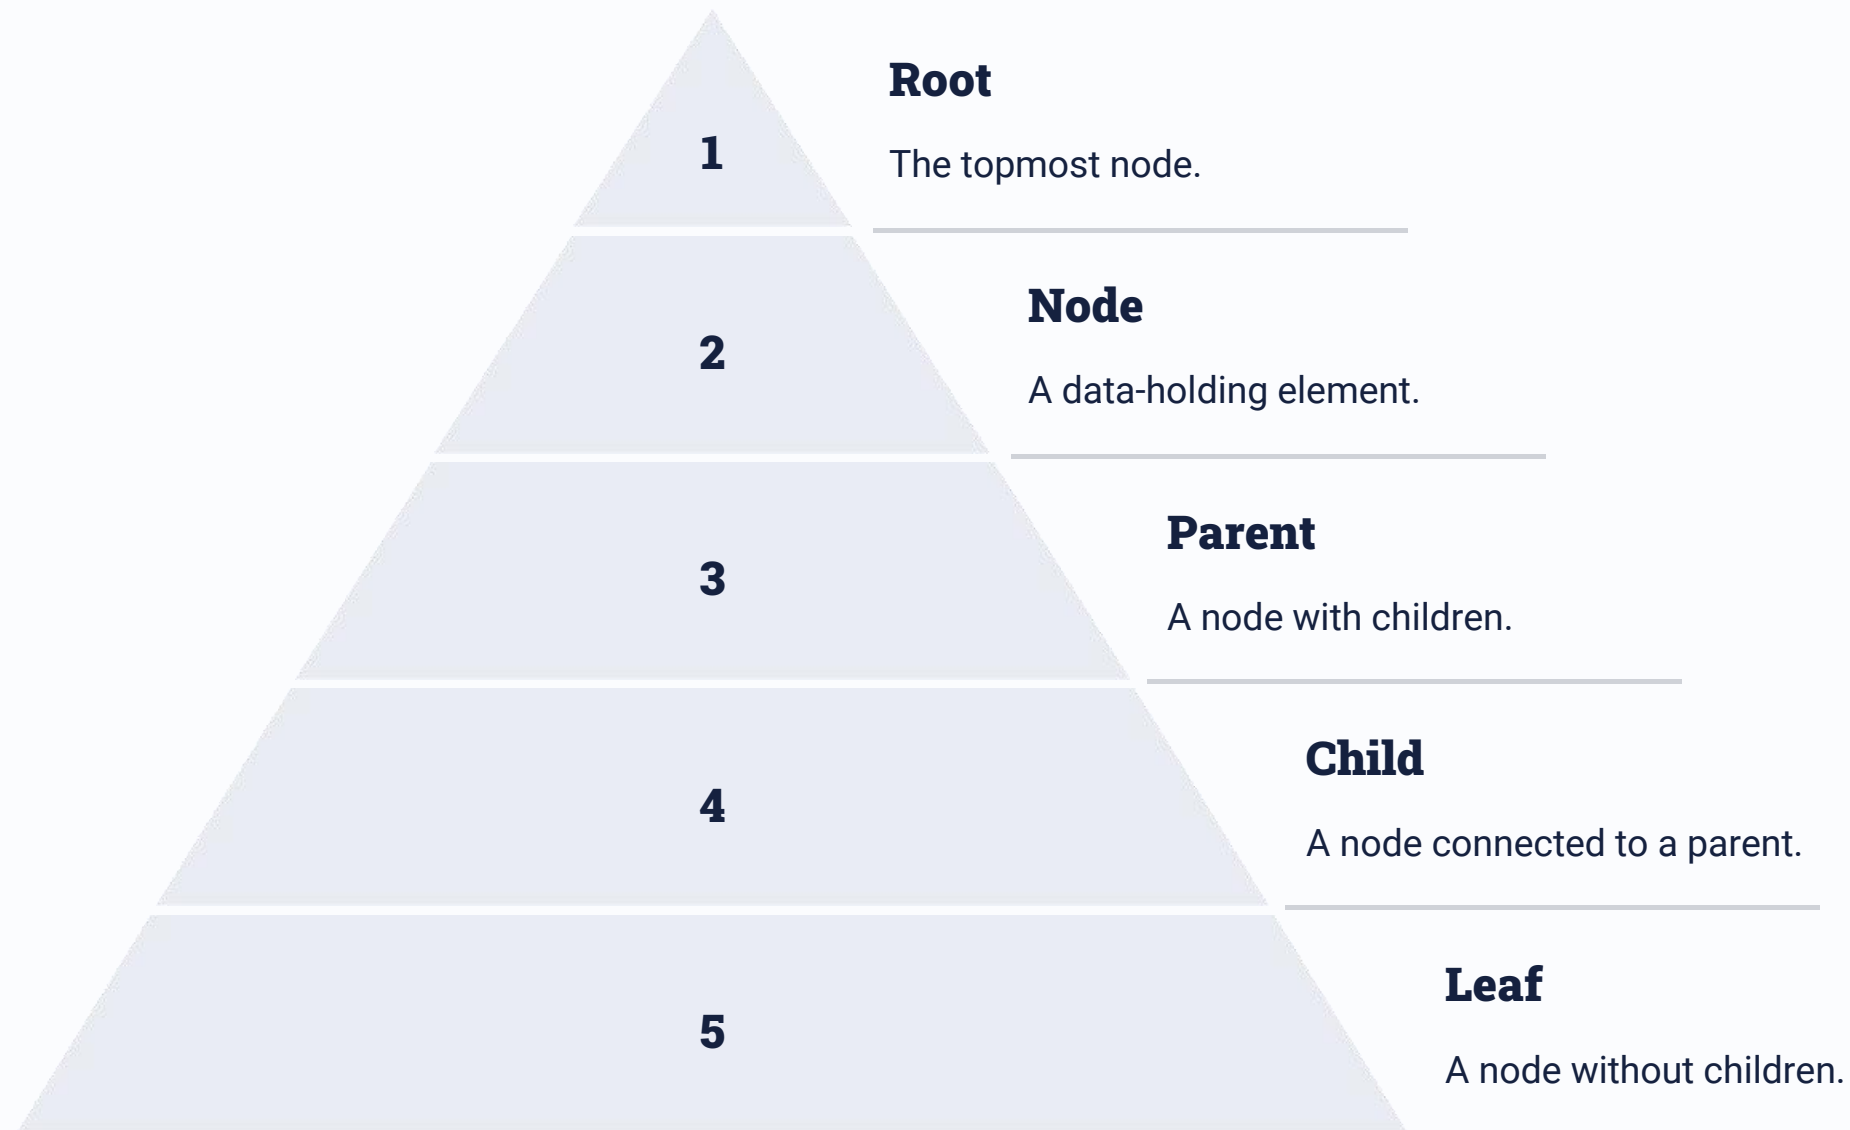 1
Root
The topmost node.
2
Node
A data-holding element.
3
Parent
A node with children.
4
Child
A node connected to a parent.
5
Leaf
A node without children.